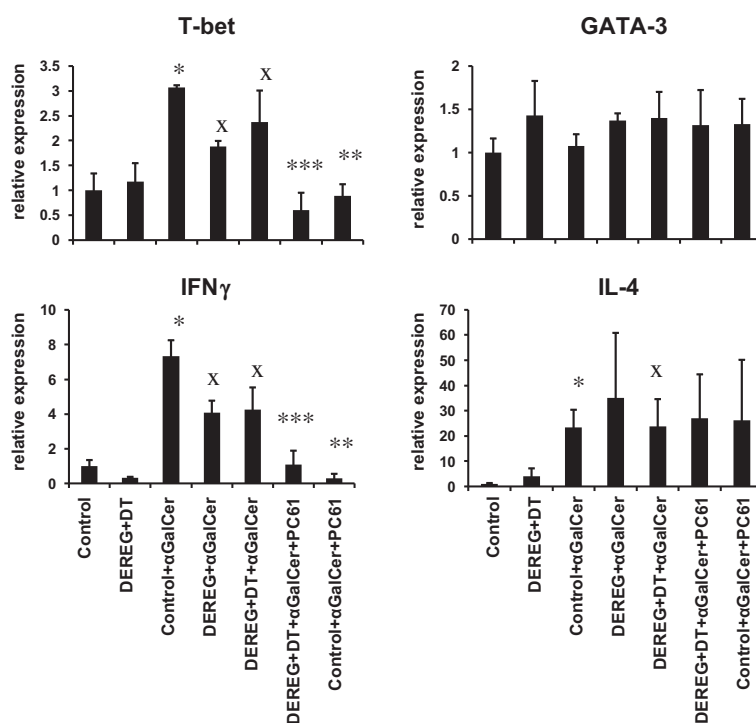 T-bet
relative expression
3.5
3
2.5
2
1.5
1
0.5
0
*
x
x
***
**
GATA-3
relative expression
2
1.5
1
0.5
0
IFNγ
relative expression
10
8
6
4
2
0
*
x
x
***
**
Control
DEREG+DT
Control+αGalCer
DEREG+αGalCer
DEREG+DT+αGalCer
DEREG+DT+αGalCer+PC61
Control+αGalCer+PC61
IL-4
relative expression
70
60
50
40
30
20
10
0
*
x
Control
DEREG+DT
Control+αGalCer
DEREG+αGalCer
DEREG+DT+αGalCer
DEREG+DT+αGalCer+PC61
Control+αGalCer+PC61